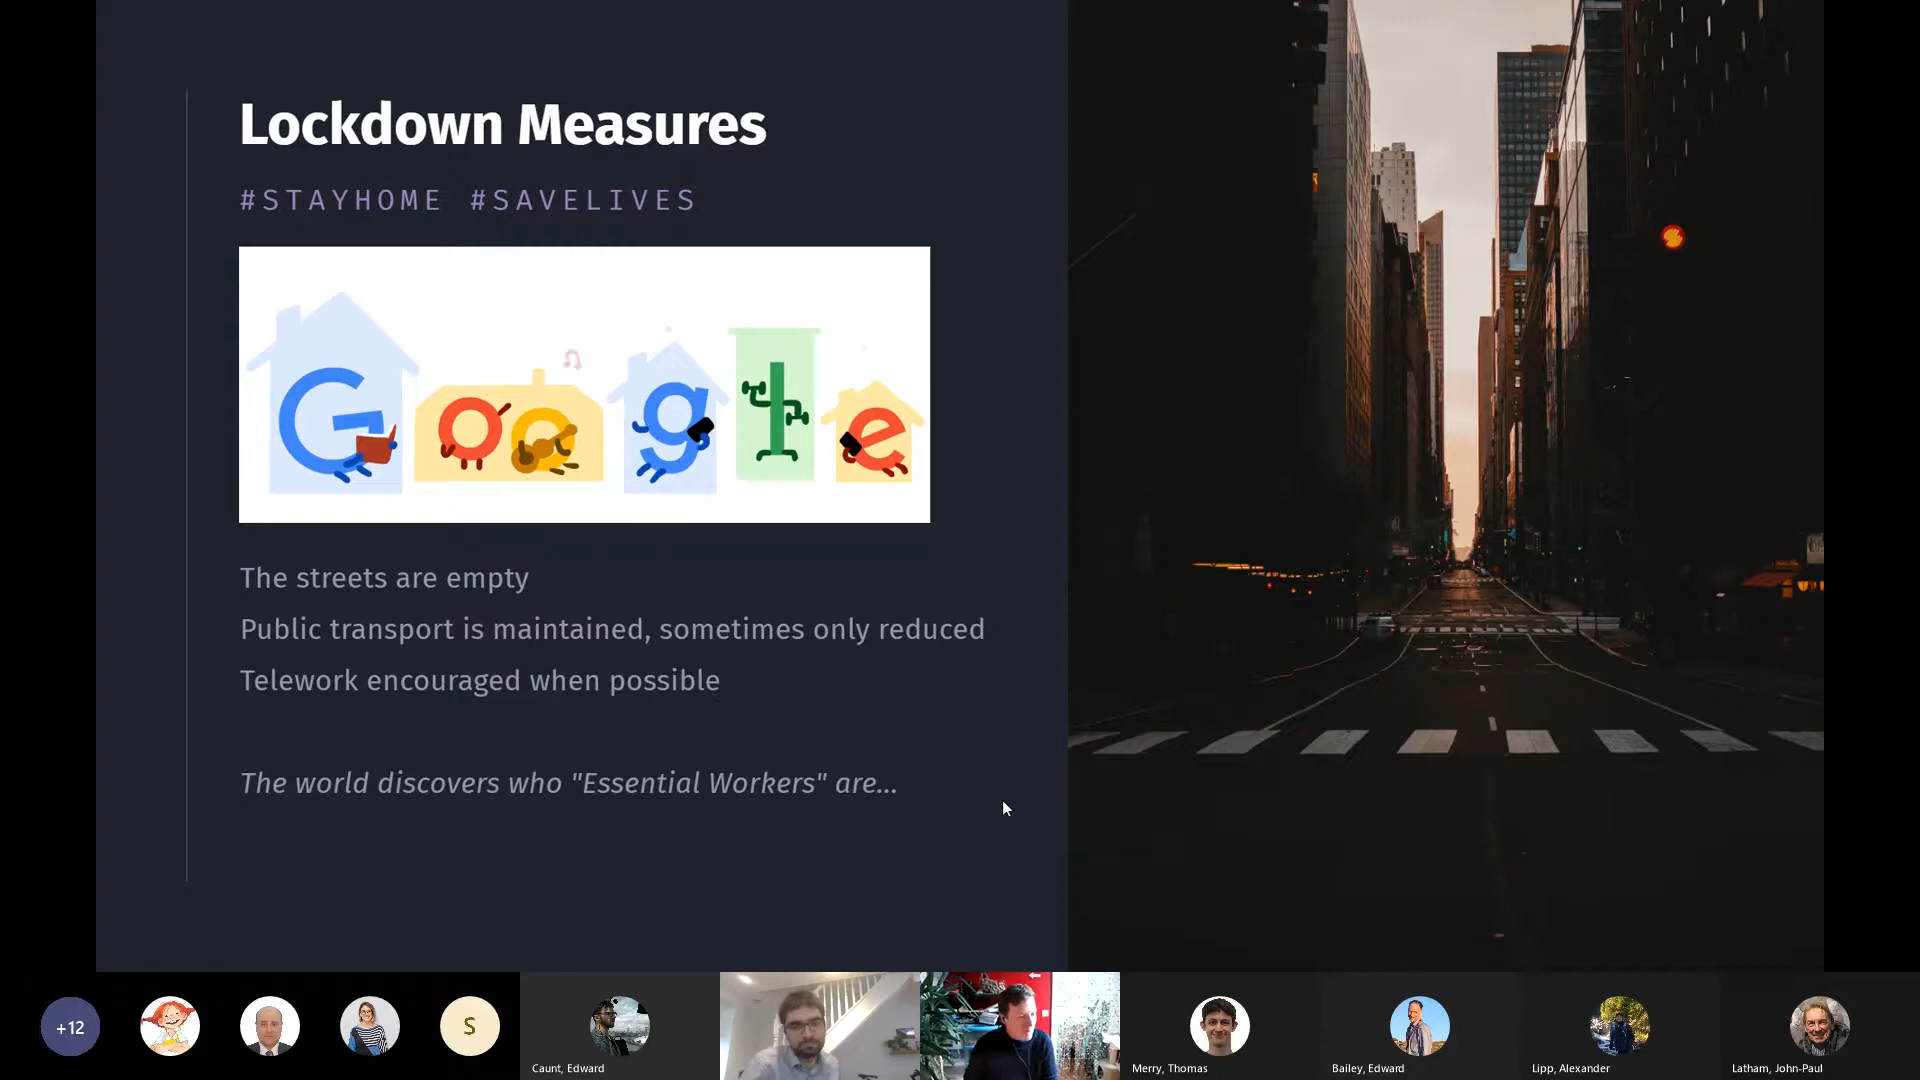 Lockdown Measures
#STAYHOME #SAVELIVES
Google
The streets are empty
Public transport is maintained, sometimes only reduced
Telework encouraged when possible
The world discovers who "Essential Workers" are...
+12
S
Caunt, Edward
Merry, Thomas
Bailey, Edward
Lipp, Alexander
Latham, John-Paul